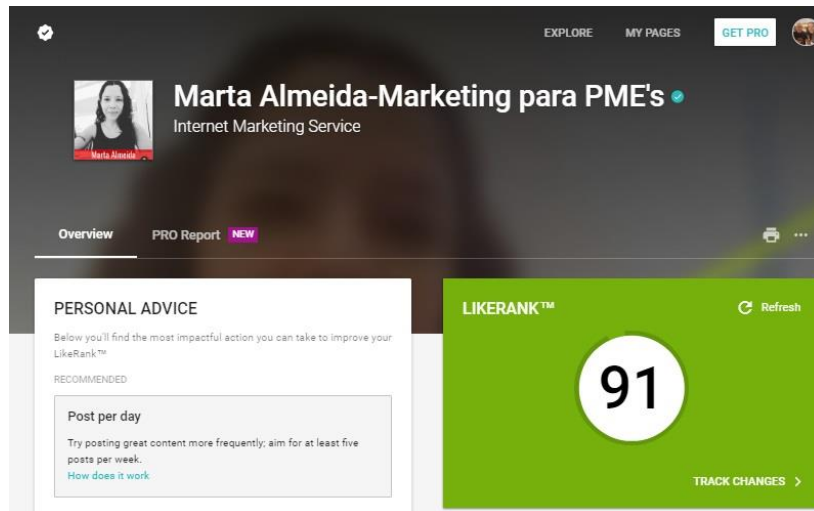 EXPLORE MY PAGES GET PRO
Marta Almeida-Marketing para PME's
Internet Marketing Service
Marta Almeida
Overview PRO Report NEW
PERSONAL ADVICE
Below you'll find the most impactful action you can take to improve your
LikeRank™
RECOMMENDED
Post per day
Try posting great content more frequently; aim for at least five
posts per week.
How does it work
LIKERANK™ Refresh
91
TRACK CHANGES